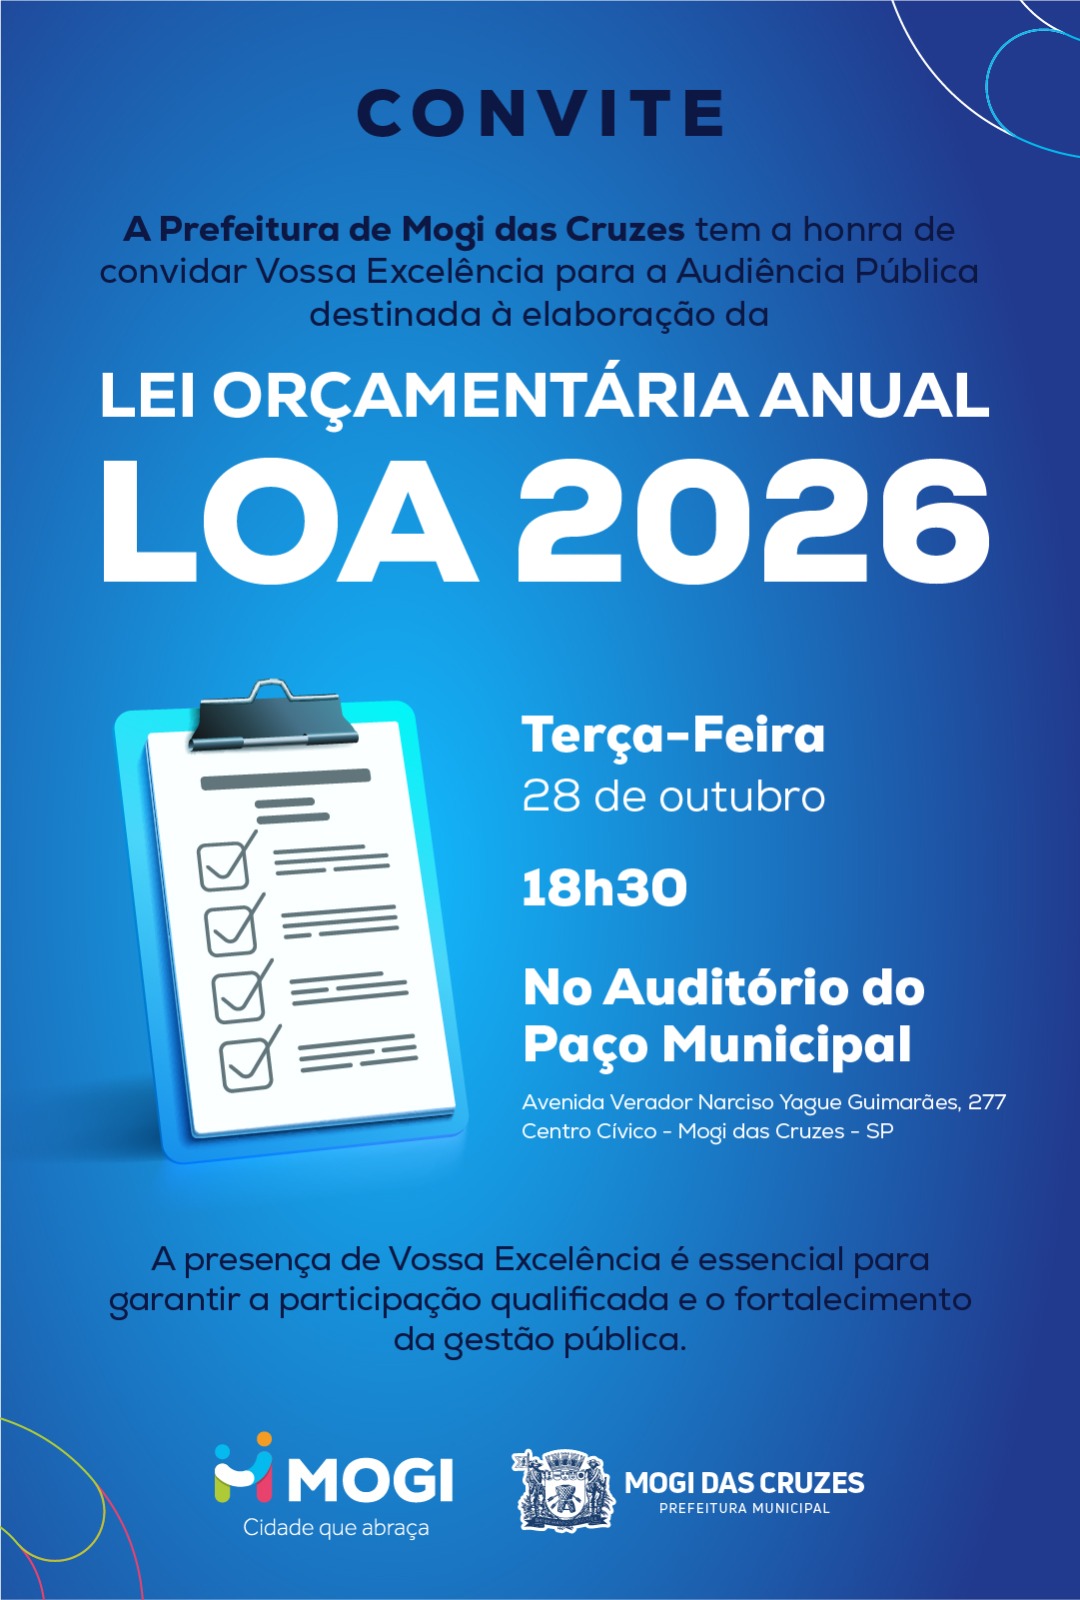 CONVITE
A Prefeitura de Mogi das Cruzes tem a honra de
convidar Vossa Excelência para a Audiência Pública
destinada à elaboração da
LEI ORÇAMENTÁRIA ANUAL
LOA 2026
Terça-Feira
28 de outubro
18h30
No Auditório do
Paço Municipal
Avenida Verador Narciso Yague Guimarães, 277
Centro Cívico - Mogi das Cruzes - SP
A presença de Vossa Excelência é essencial para
garantir a participação qualificada e o fortalecimento
da gestão pública.
MOGI
Cidade que abraça
MOGI DAS CRUZES
PREFEITURA MUNICIPAL